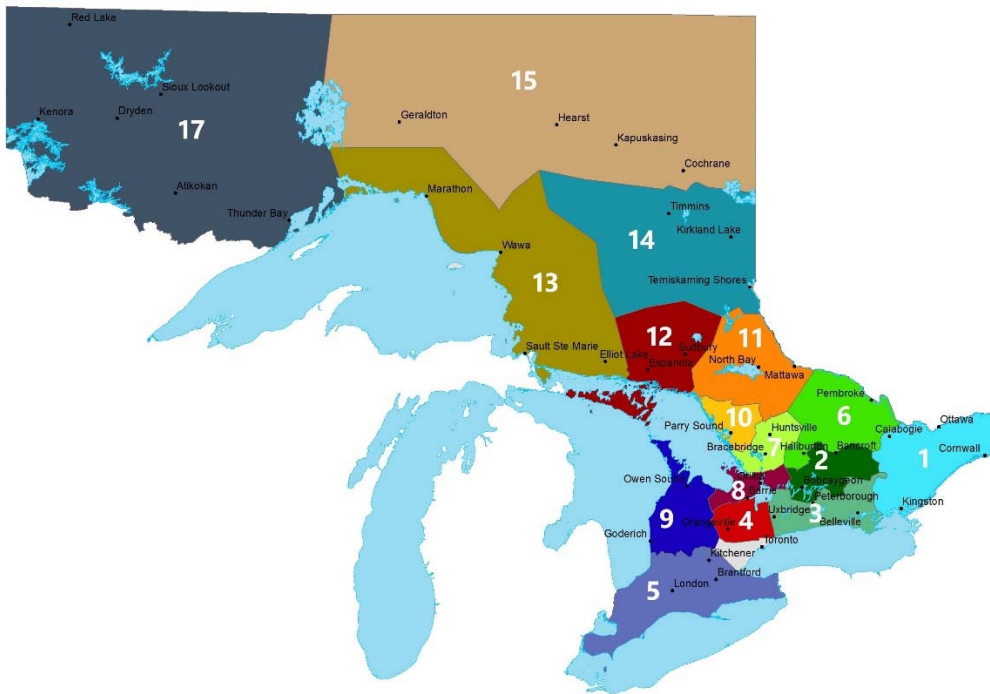 Red Lake
15
Sioux Lookout
Kenora
Dryden
17
Geraldton
Hearst
Kapuskasing
Cochrane
Atikokan
Marathon
Thunder Bay
Timmins
14
Kirkland Lake
Wawa
13
Temiskaming Shores
12
11
Sault Ste Marie
Elliot Lake
Sudbury
Espanola
North Bay
Mattawa
Pembroke
10
6
Parry Sound
Huntsville
Calabogie
Ottawa
Bracebridge
7
Haliburton
2
Bancroft
1
Cornwall
Owen Sound
8
Barrie
Bobcaygeon
Peterborough
Kingston
9
4
Orangeville
Uxbridge
3
Belleville
Goderich
Toronto
Kitchener
Brantford
5
London